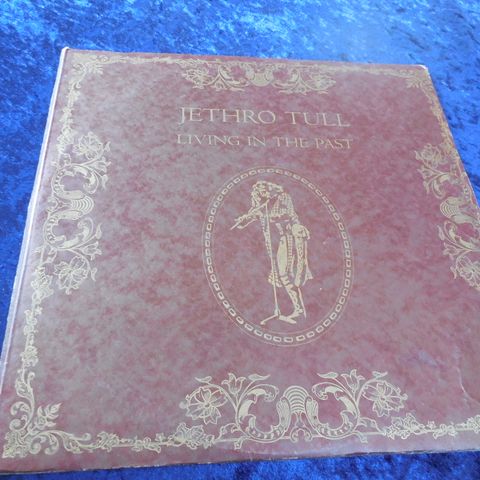 JETHRO TULL
LIVING IN THE PAST